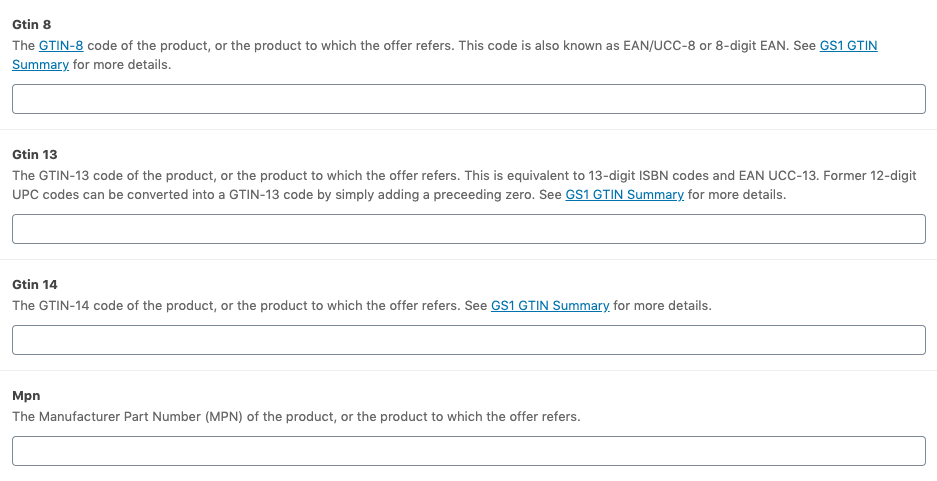 Gtin 8
The GTIN-8 code of the product, or the product to which the offer refers. This code is also known as EAN/UCC-8 or 8-digit EAN. See GS1 GTIN
Summary for more details.
Gtin 13
The GTIN-13 code of the product, or the product to which the offer refers. This is equivalent to 13-digit ISBN codes and EAN UCC-13. Former 12-digit
UPC codes can be converted into a GTIN-13 code by simply adding a preceeding zero. See GS1 GTIN Summary for more details.
Gtin 14
The GTIN-14 code of the product, or the product to which the offer refers. See GS1 GTIN Summary for more details.
Mpn
The Manufacturer Part Number (MPN) of the product, or the product to which the offer refers.